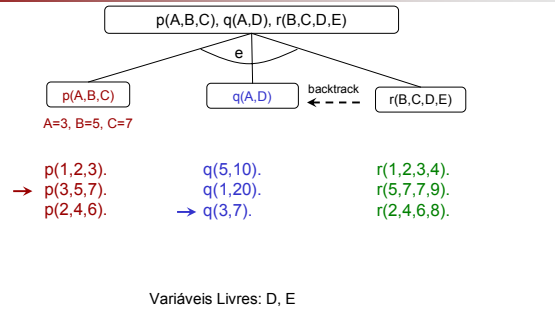 p(A,B,C), q(A,D), r(B,C,D,E)
e
p(A,B,C)
q(A,D)
backtrack
r(B,C,D,E)
A=3, B=5, C=7
p(1,2,3).
q(5,10).
r(1,2,3,4).
p(3,5,7).
q(1,20).
r(5,7,7,9).
p(2,4,6).
q(3,7).
r(2,4,6,8).
Variáveis Livres: D, E